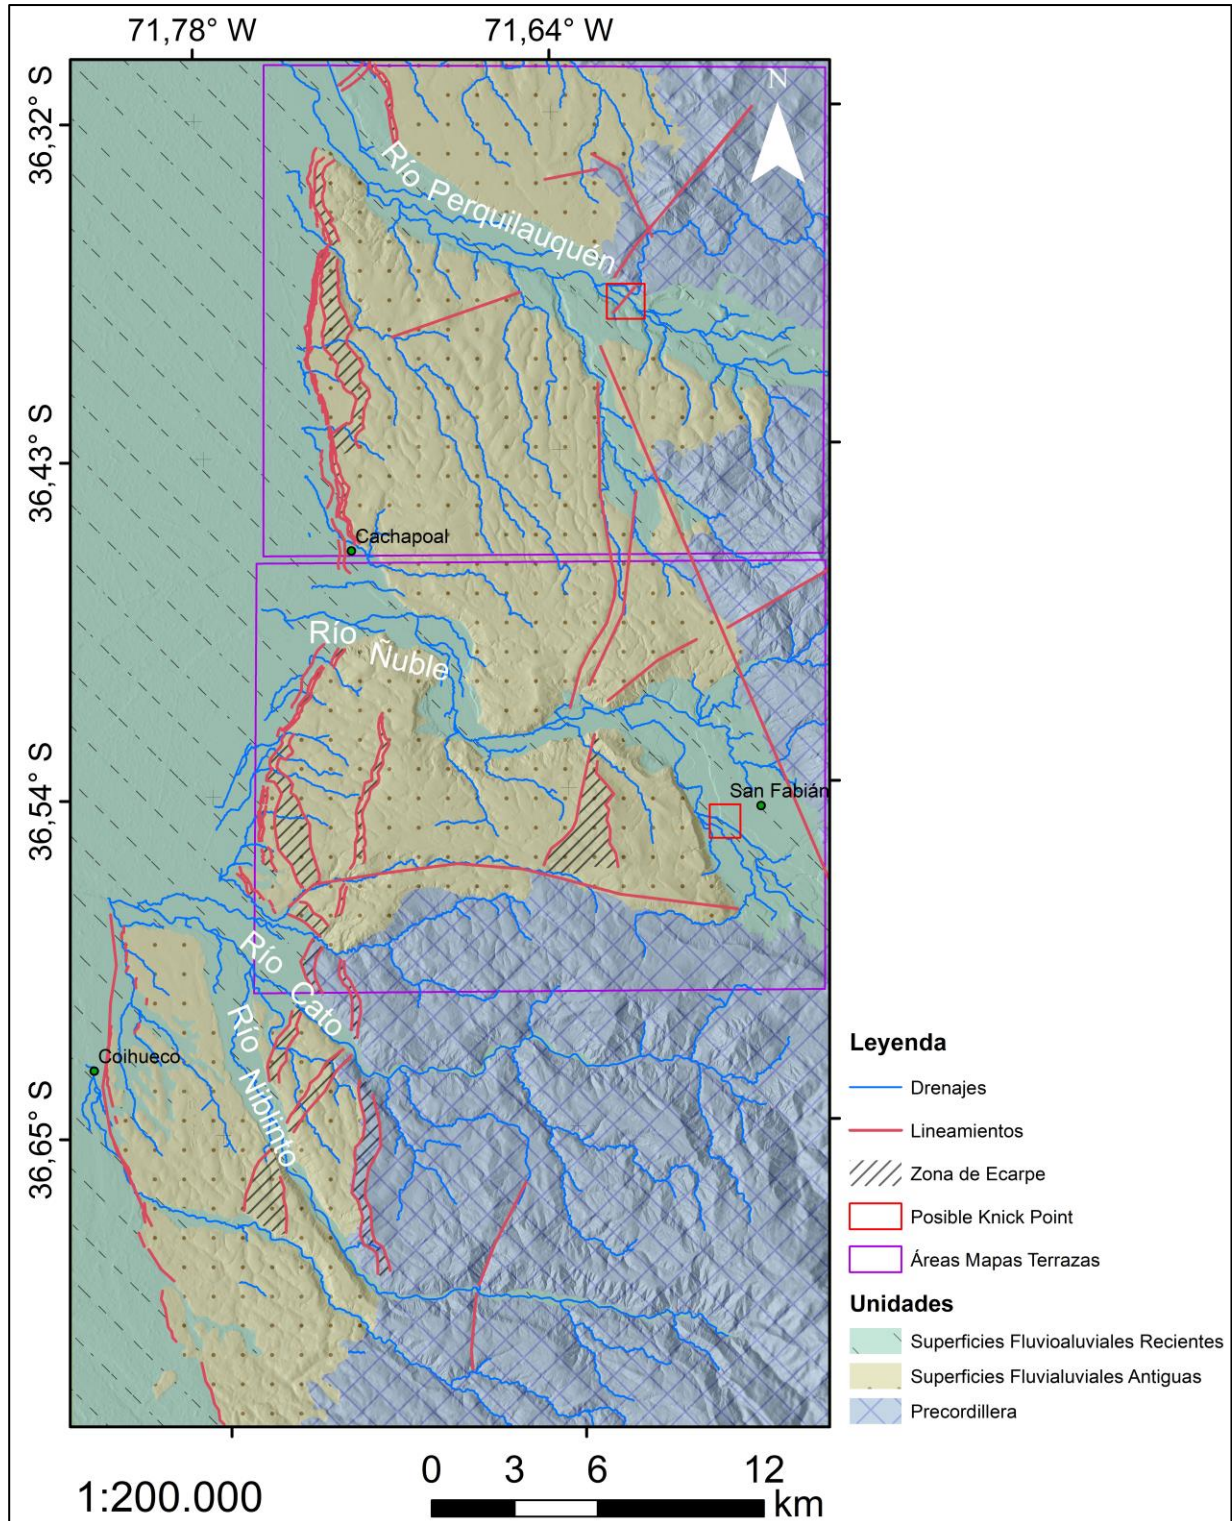 71,78° W
71,64° W
36,32° S
N
Río Perquilauquén
36,43° S
Cachapoal
Río Ñuble
36,54° S
San Fabián
Río Cato
Río Niblinto
Coihueco
36,65° S
Leyenda
Drenajes
Lineamientos
Zona de Ecarpe
Posible Knick Point
Áreas Mapas Terrazas
Unidades
Superficies Fluvioaluviales Recientes
Superficies Fluvialuviales Antiguas
Precordillera
1:200.000
0 3 6 12
km